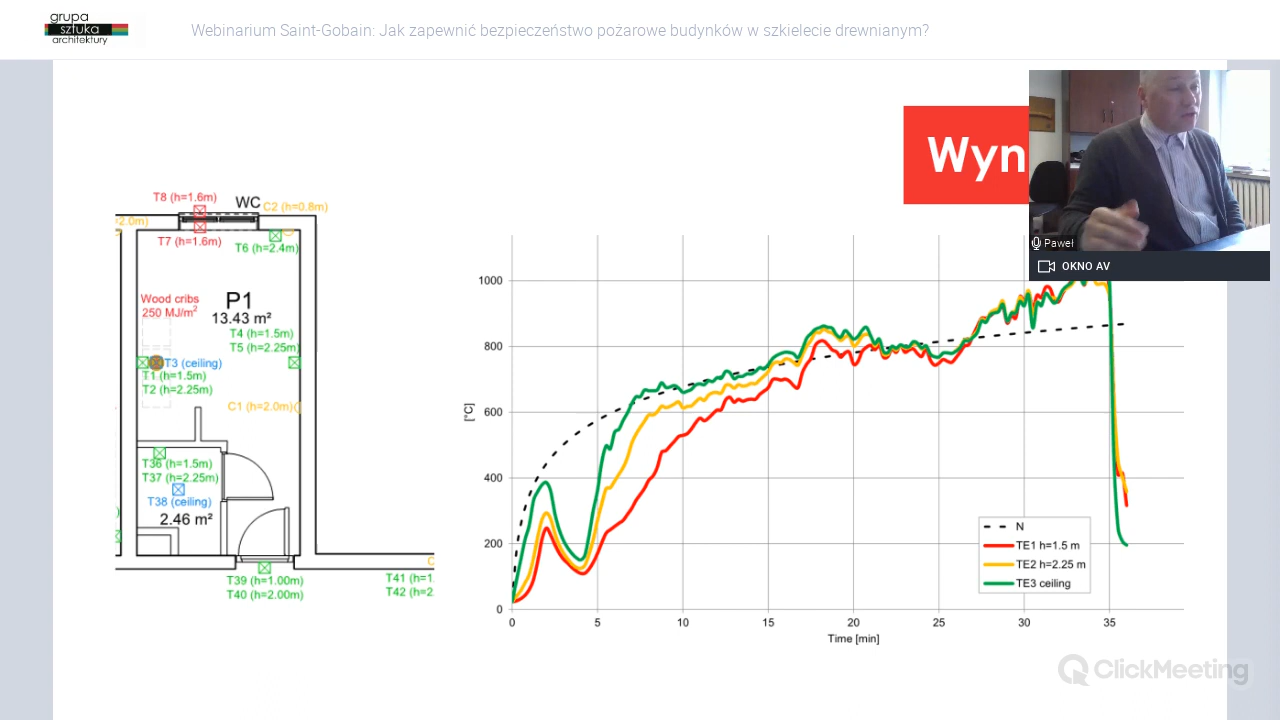 grupa
sztuka
architektury
Webinarium Saint-Gobain: Jak zapewnić bezpieczeństwo pożarowe budynków w szkielecie drewnianym?
Wyn
Paweł
OKNO AV
T8 (h=1.6m)
WC
C2 (h=0.8m)
=2.0m)
T7 (h=1.6m)
T6 (h=2.4m)
Wood cribs
250 MJ/m²
P1
13.43 m²
T4 (h=1.5m)
T5 (h=2.25m)
T3 (ceiling)
T1 (h=1.5m)
T2 (h=2.25m)
C1 (h=2.0m)
T36 (h=1.5m)
T37 (h=2.25m)
T38 (ceiling)
2.46 m²
T39 (h=1.00m)
T40 (h=2.00m)
C
T41 (h=1.
T42 (h=2.
1000
800
600
400
200
0
[°C]
0 5 10 15 20 25 30 35
Time [min]
N
TE1 h=1.5 m
TE2 h=2.25 m
TE3 ceiling
ClickMeeting